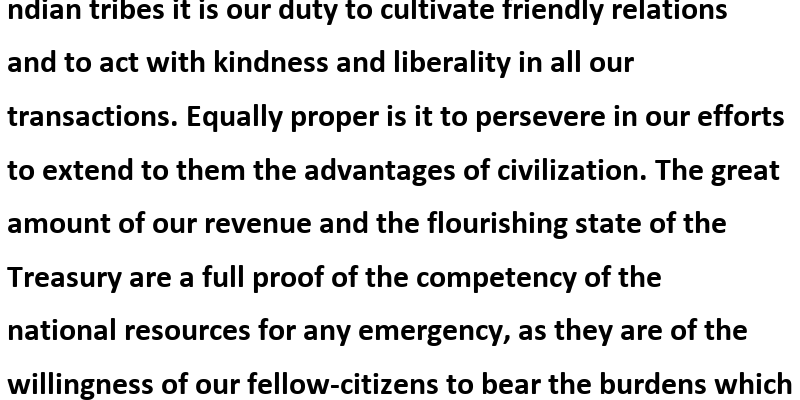 ndian tribes it is our duty to cultivate friendly relations
and to act with kindness and liberality in all our
transactions. Equally proper is it to persevere in our efforts
to extend to them the advantages of civilization. The great
amount of our revenue and the flourishing state of the
Treasury are a full proof of the competency of the
national resources for any emergency, as they are of the
willingness of our fellow-citizens to bear the burdens which